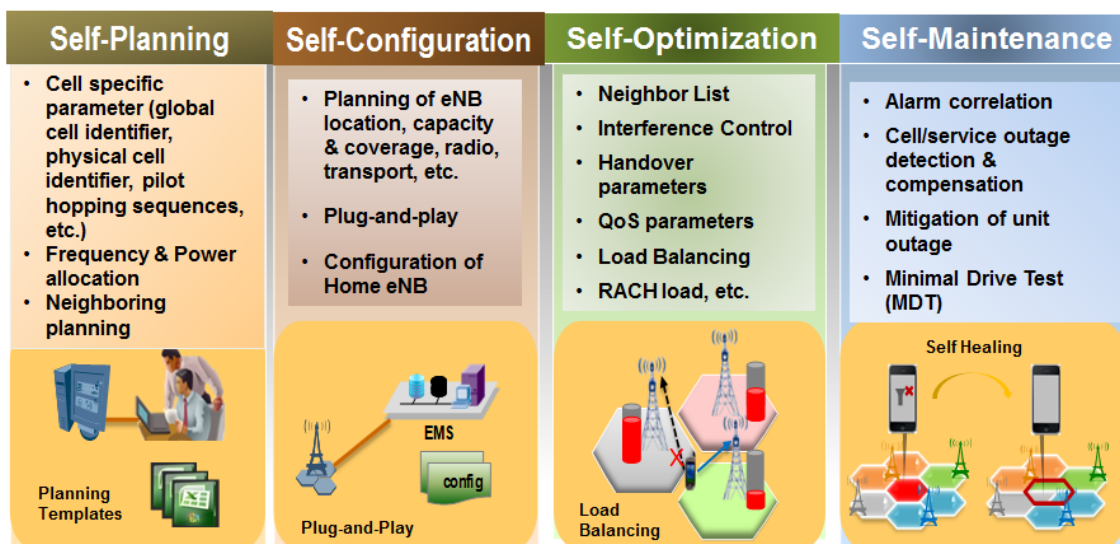 Self-Planning
• Cell specific
parameter (global
cell identifier,
physical cell
identifier, pilot
hopping sequences,
etc.)
• Frequency & Power
allocation
• Neighboring
planning
Planning
Templates
Self-Configuration
• Planning of eNB
location, capacity
& coverage, radio,
transport, etc.
• Plug-and-play
• Configuration of
Home eNB
EMS
config
Plug-and-Play
Self-Optimization
• Neighbor List
• Interference Control
• Handover
parameters
• QoS parameters
• Load Balancing
• RACH load, etc.
Load
Balancing
Self-Maintenance
• Alarm correlation
• Cell/service outage
detection &
compensation
• Mitigation of unit
outage
• Minimal Drive Test
(MDT)
Self Healing